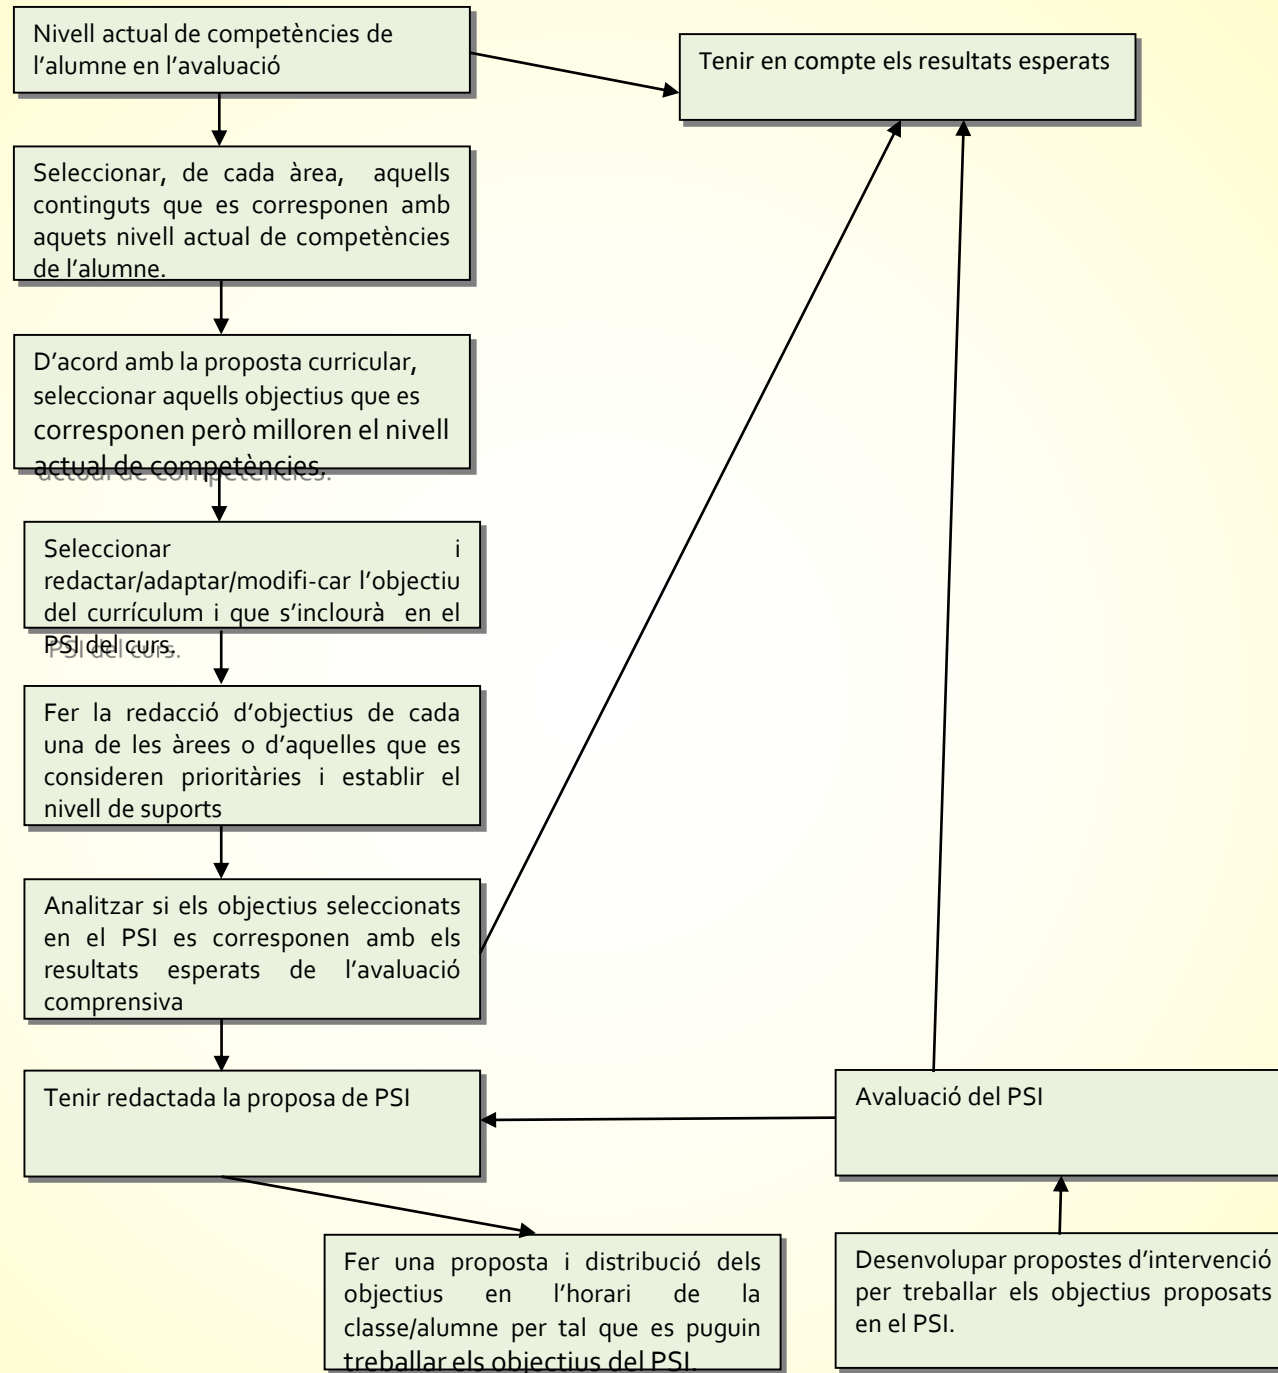 Nivell actual de competències de
l'alumne en l'avaluació
Tenir en compte els resultats esperats
Seleccionar, de cada àrea, aquells
continguts que es corresponen amb
aquets nivell actual de competències
de l'alumne.
D'acord amb la proposta curricular,
seleccionar aquells objectius que es
corresponen però milloren el nivell
actual de competències.
Seleccionar i
redactar/adaptar/modifi-car l'objectiu
del currículum i que s'inclourà en el
PSI del curs.
Fer la redacció d'objectius de cada
una de les àrees o d'aquelles que es
consideren prioritàries i establir el
nivell de suports
Analitzar si els objectius seleccionats
en el PSI es corresponen amb els
resultats esperats de l'avaluació
comprensiva
Tenir redactada la proposa de PSI
Avaluació del PSI
Fer una proposta i distribució dels
objectius en l'horari de la
classe/alumne per tal que es puguin
treballar els objectius del PSI.
Desenvolupar propostes d'intervenció
per treballar els objectius proposats
en el PSI.